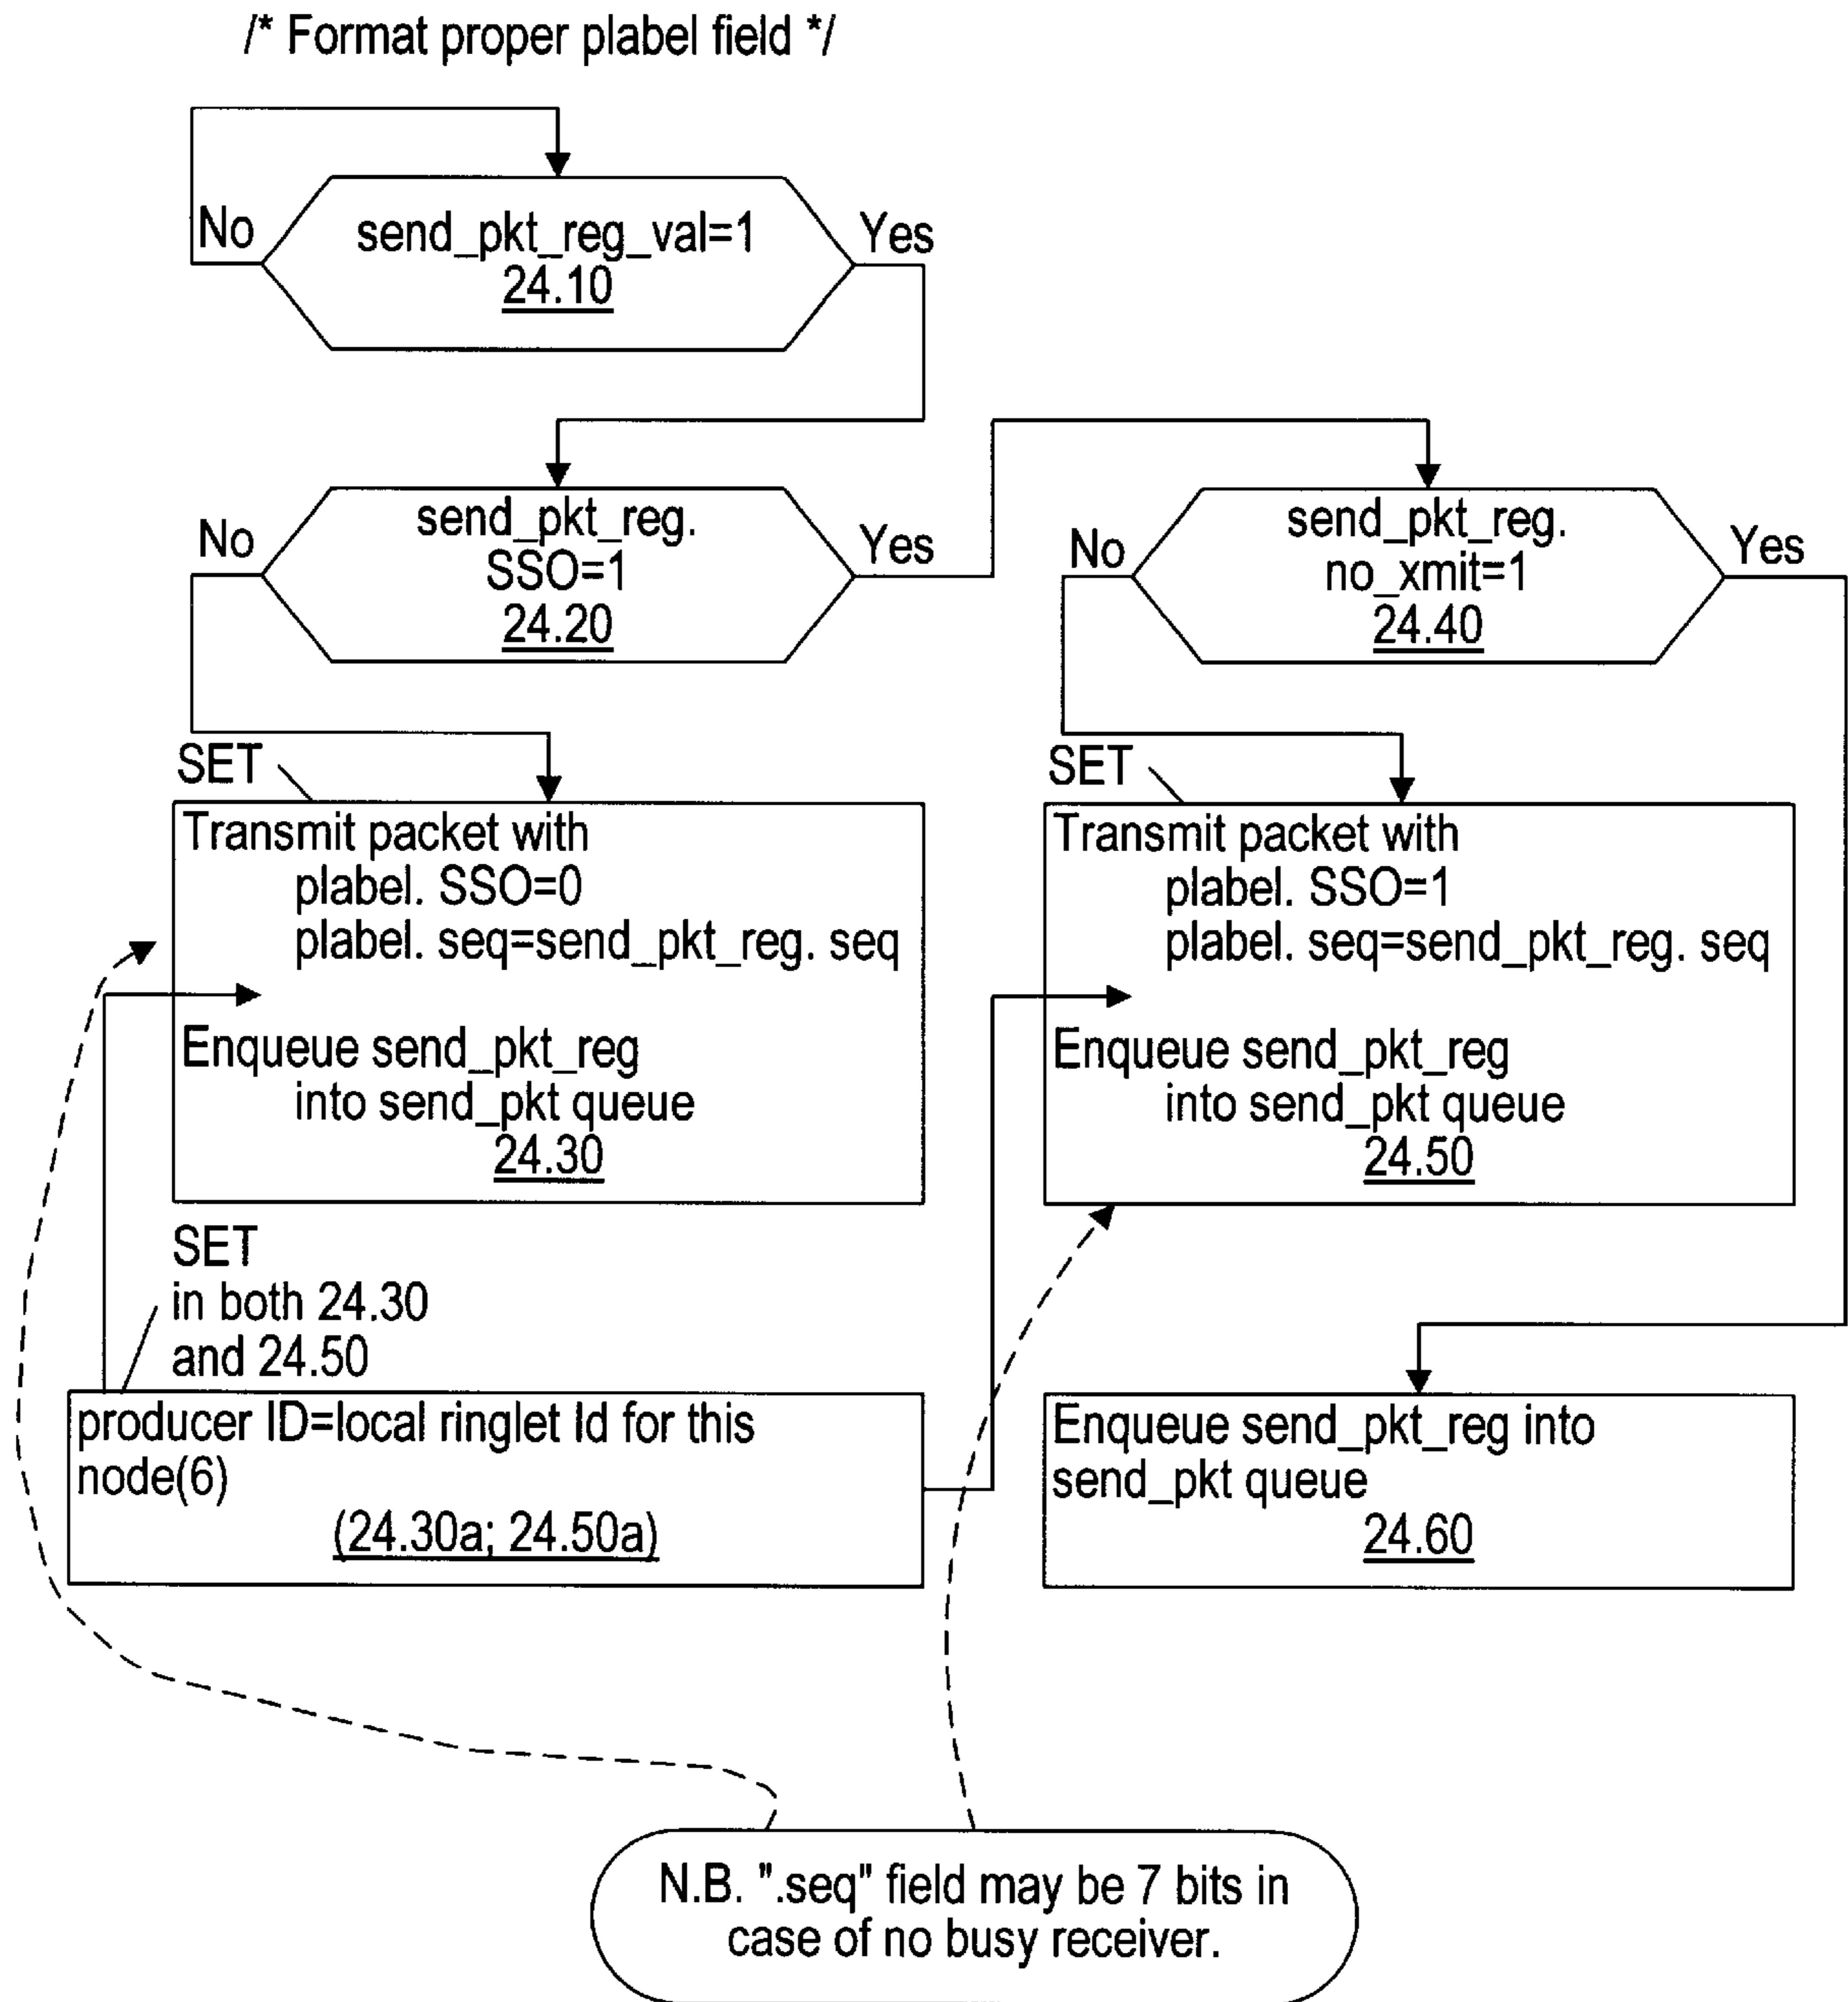 /* Format proper plabel field */
No
send_pkt_reg_val=1
Yes
24.10
No
send_pkt_reg.
SSO=1
24.20
Yes
No
send_pkt_reg.
no_xmit=1
24.40
Yes
SET
Transmit packet with
plabel. SSO=0
plabel. seq=send_pkt_reg. seq
Enqueue send_pkt_reg
into send_pkt queue
24.30
SET
Transmit packet with
plabel. SSO=1
plabel. seq=send_pkt_reg. seq
Enqueue send_pkt_reg
into send_pkt queue
24.50
SET
in both 24.30
and 24.50
producer ID=local ringlet Id for this
node(6)
(24.30a; 24.50a)
Enqueue send_pkt_reg into
send_pkt queue
24.60
N.B. ".seq" field may be 7 bits in
case of no busy receiver.